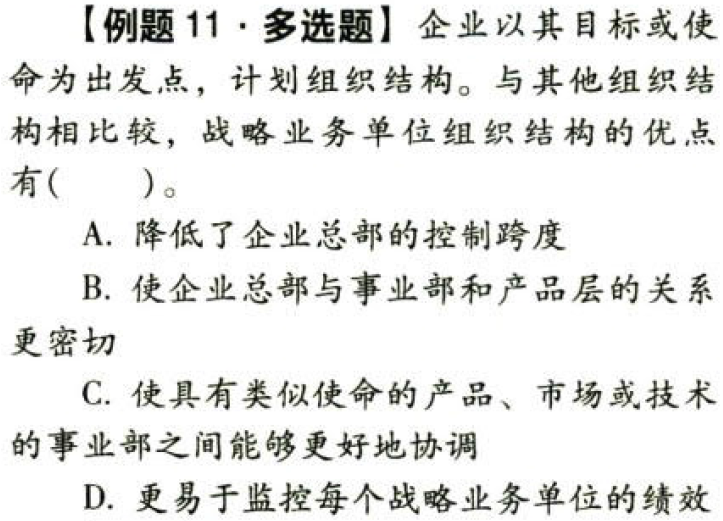 【例题 11·多选题】企业以其目标或使
命为出发点，计划组织结构。与其他组织结
构相比较，战略业务单位组织结构的优点
有(　　)。
A. 降低了企业总部的控制跨度
B. 使企业总部与事业部和产品层的关系
更密切
C. 使具有类似使命的产品、市场或技术
的事业部之间能够更好地协调
D. 更易于监控每个战略业务单位的绩效